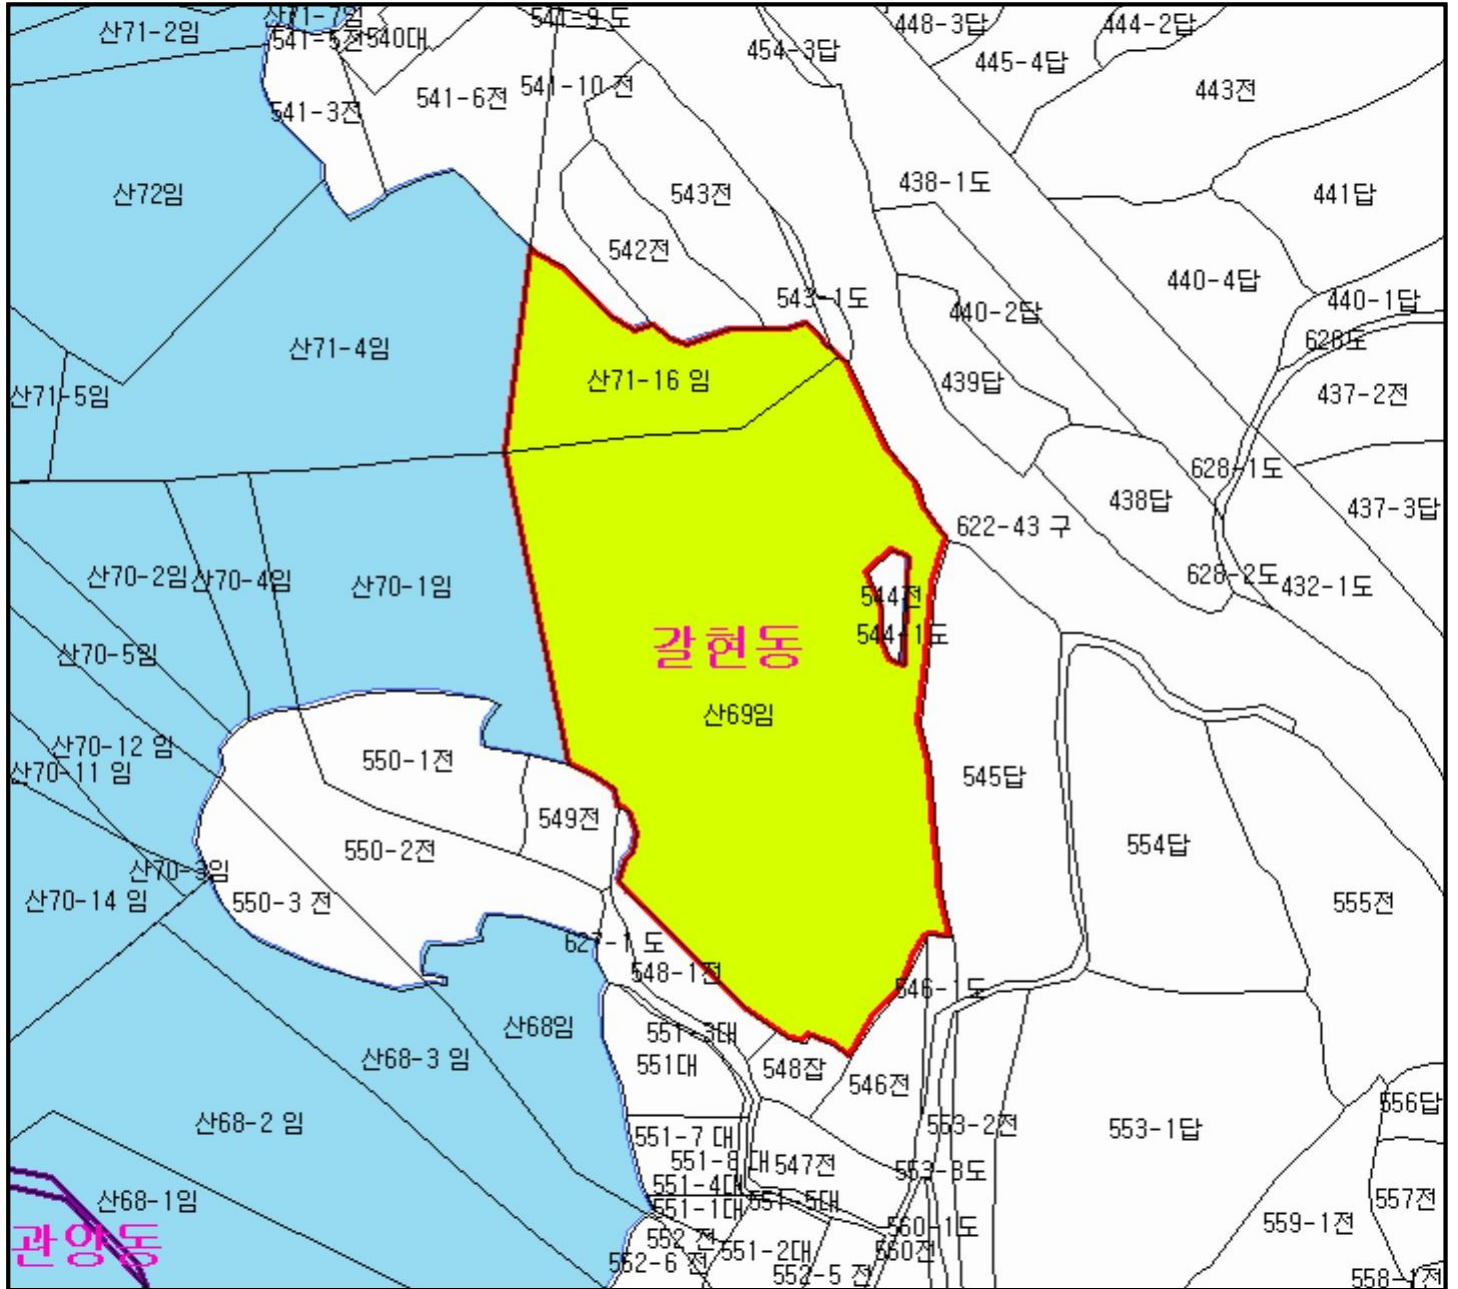 산71-7임
541-9 도
448-3답
444-2답
산71-2임
541-5전
540대
454-3답
445-4답
541-10 전
443전
541-6전
541-3전
438-1도
산72임
543전
441답
542전
440-4답
543-1도
440-1답
440-2답
628도
산71-4임
산71-16 임
439답
437-2전
산71-5임
628-1도
438답
437-3답
622-43 구
산70-2임
산70-4임
산70-1임
628-2도
432-1도
544전
544-1도
갈현동
산70-5임
산69임
산70-12 임
550-1전
산70-11 임
545답
549전
550-2전
554답
산70-3임
산70-14 임
550-3 전
555전
627-1 도
548-1전
546-1도
산68임
551-3대
산68-3 임
551대
548잡
546전
556답
산68-2 임
553-2전
553-1답
551-7 대
551-8 대
547전
553-8도
551-4대
산68-1임
551-1대
551-5대
557전
560-1도
559-1전
관양동
552 전
551-2대
560전
552-6 전
552-5 전
558-1전